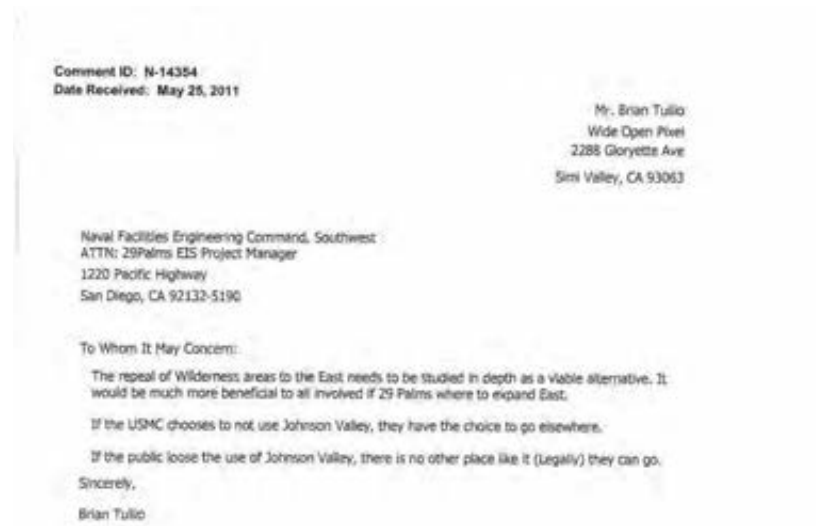 Comment ID: N-14354
Date Received: May 25, 2011
Mr. Brian Tullio
Wide Open Pixel
2288 Gloryette Ave
Simi Valley, CA 93063
Naval Facilities Engineering Command, Southwest
ATTN: 29Palms EIS Project Manager
1220 Pacific Highway
San Diego, CA 92132-5190
To Whom It May Concern:
The repeal of Wilderness areas to the East needs to be studied in depth as a viable alternative. It
would be much more beneficial to all involved if 29 Palms where to expand East.
If the USMC chooses to not use Johnson Valley, they have the choice to go elsewhere.
If the public loose the use of Johnson Valley, there is no other place like it (Legally) they can go.
Sincerely,
Brian Tullio